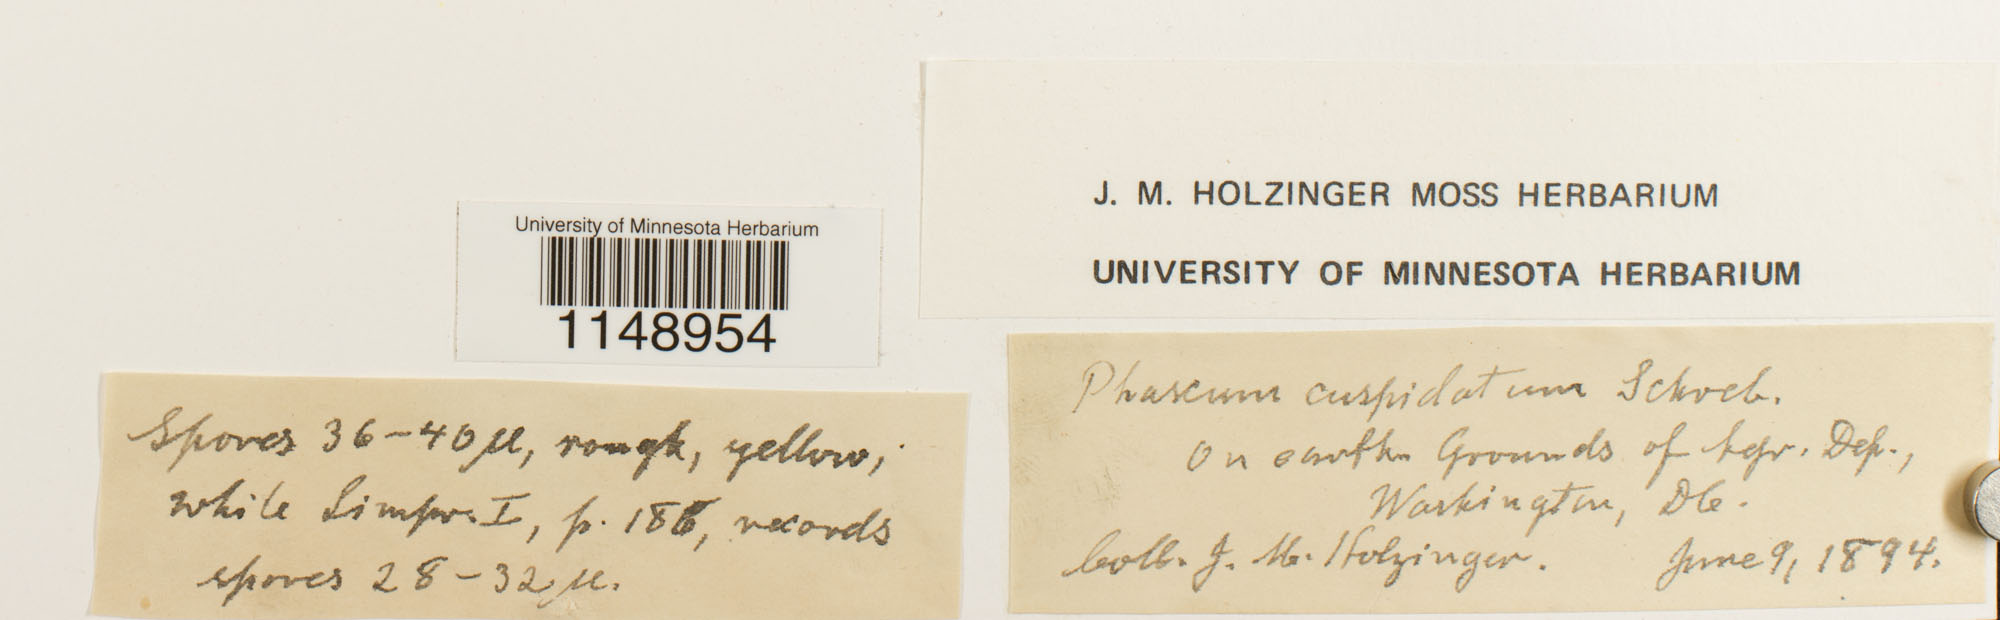 J. M. HOLZINGER MOSS HERBARIUM
UNIVERSITY OF MINNESOTA HERBARIUM
University of Minnesota Herbarium
1148954
Spores 36-40 µ, rough, yellow;
while Limpr. I, p. 186, records
spores 28-32 µ.
Phascum cuspidatum Schreb.
On earth. Grounds of Agr. Dep.,
Washington, DC.
Coll. J. M. Holzinger. June 9, 1894.